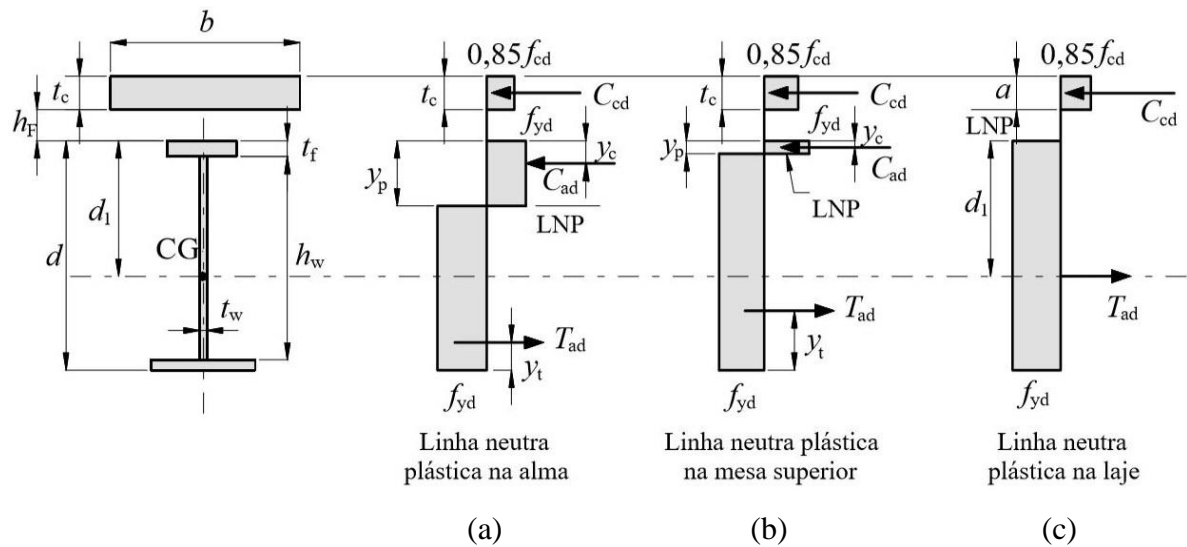 b
t_c
h_F
t_f
d_1
d
CG
h_w
t_w
0,85f_cd
t_c
C_cd
f_yd
y_c
y_p
C_ad
LNP
T_ad
y_t
f_yd
Linha neutra
plástica na alma
(a)
0,85f_cd
t_c
C_cd
f_yd
y_c
y_p
C_ad
LNP
T_ad
y_t
f_yd
Linha neutra plástica
na mesa superior
(b)
0,85f_cd
a
C_cd
LNP
d_1
T_ad
f_yd
Linha neutra
plástica na laje
(c)